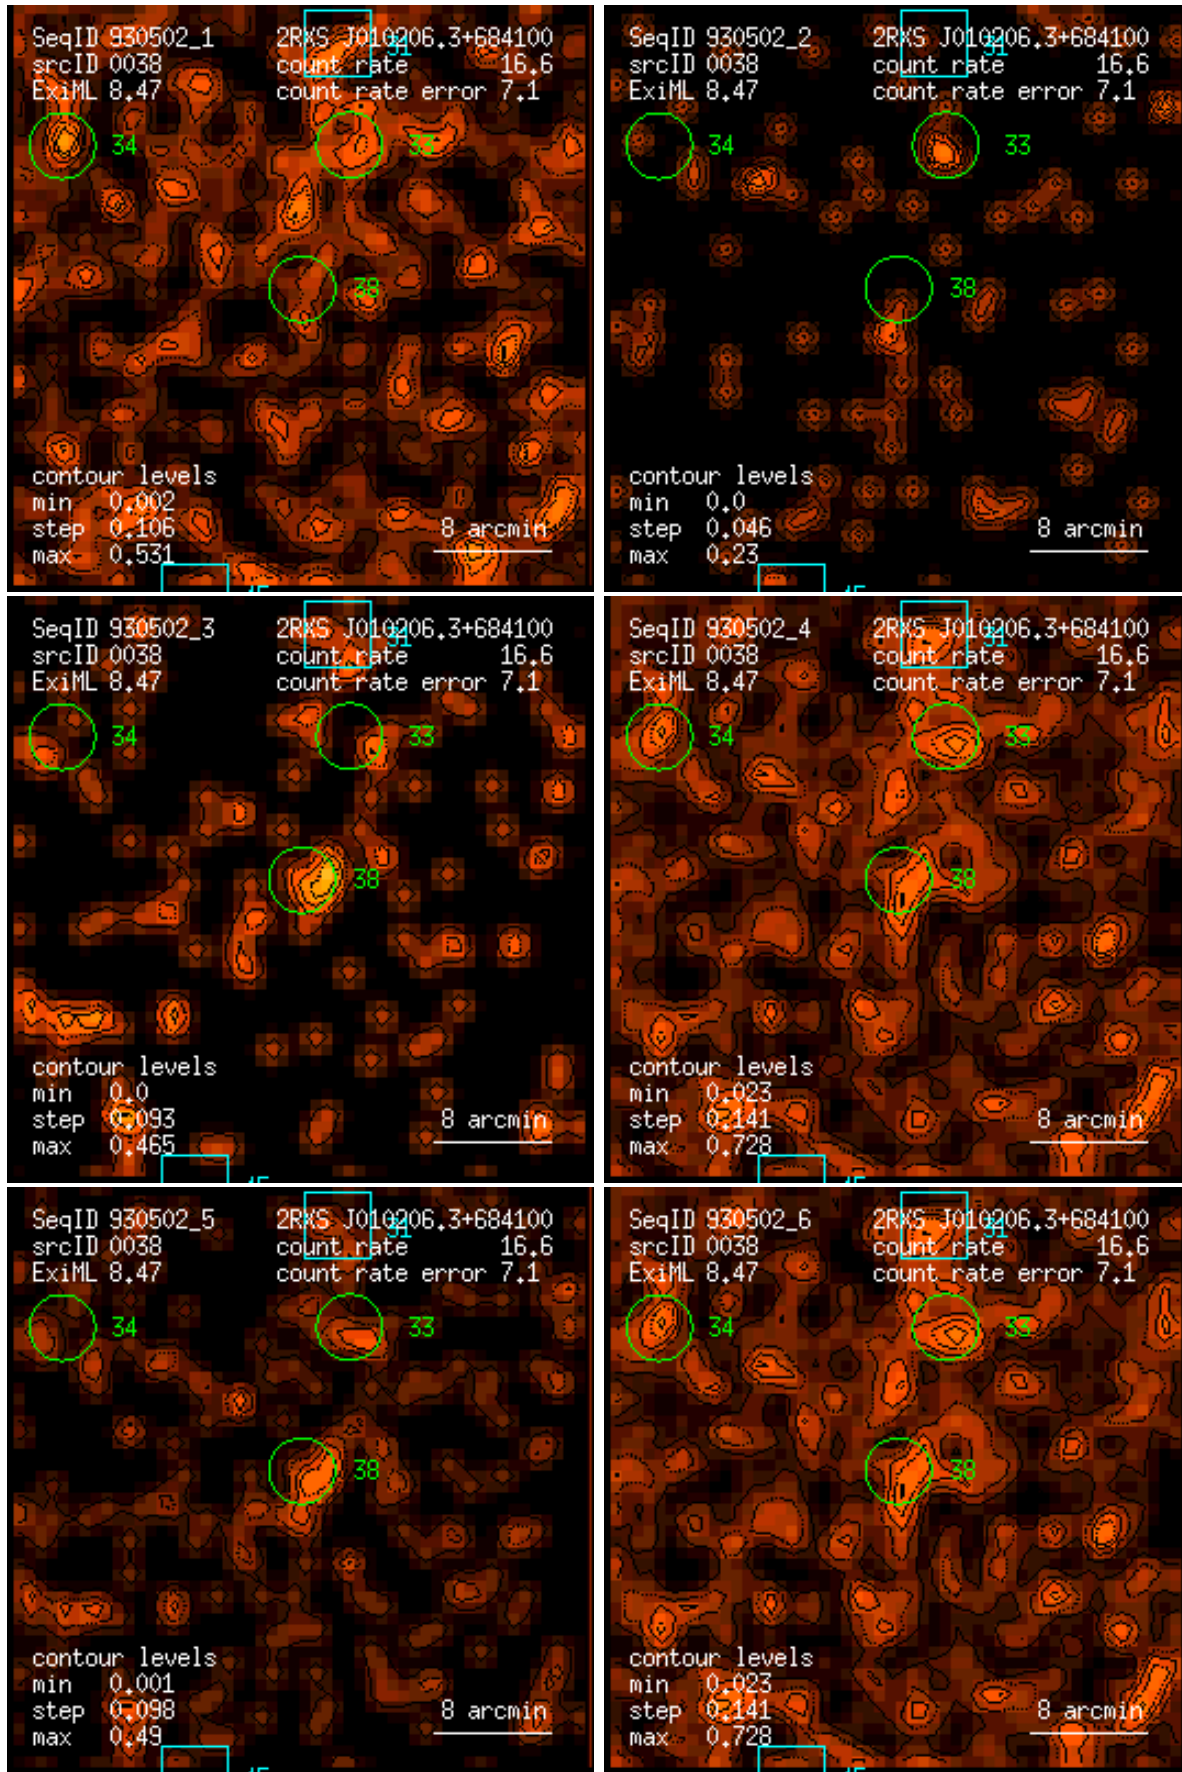 SeqID 930502_1 2RXS J010206.3+684100
srcID 0038 count rate 16.6
31
ExiML 8.47 count rate error 7.1
34 33
38
contour levels
min 0.002
step 0.106 8 arcmin
max 0.531
SeqID 930502_2 2RXS J010206.3+684100
srcID 0038 count rate 16.6
31
ExiML 8.47 count rate error 7.1
34 33
38
contour levels
min 0.0
step 0.046 8 arcmin
max 0.23
SeqID 930502_3 2RXS J010206.3+684100
srcID 0038 count rate 16.6
31
ExiML 8.47 count rate error 7.1
34 33
38
contour levels
min 0.0
step 0.093 8 arcmin
max 0.465
SeqID 930502_4 2RXS J010206.3+684100
srcID 0038 count rate 16.6
31
ExiML 8.47 count rate error 7.1
34 33
38
contour levels
min 0.023
step 0.141 8 arcmin
max 0.728
SeqID 930502_5 2RXS J010206.3+684100
srcID 0038 count rate 16.6
31
ExiML 8.47 count rate error 7.1
34 33
38
contour levels
min 0.001
step 0.098 8 arcmin
max 0.49
SeqID 930502_6 2RXS J010206.3+684100
srcID 0038 count rate 16.6
31
ExiML 8.47 count rate error 7.1
34 33
38
contour levels
min 0.023
step 0.141 8 arcmin
max 0.728